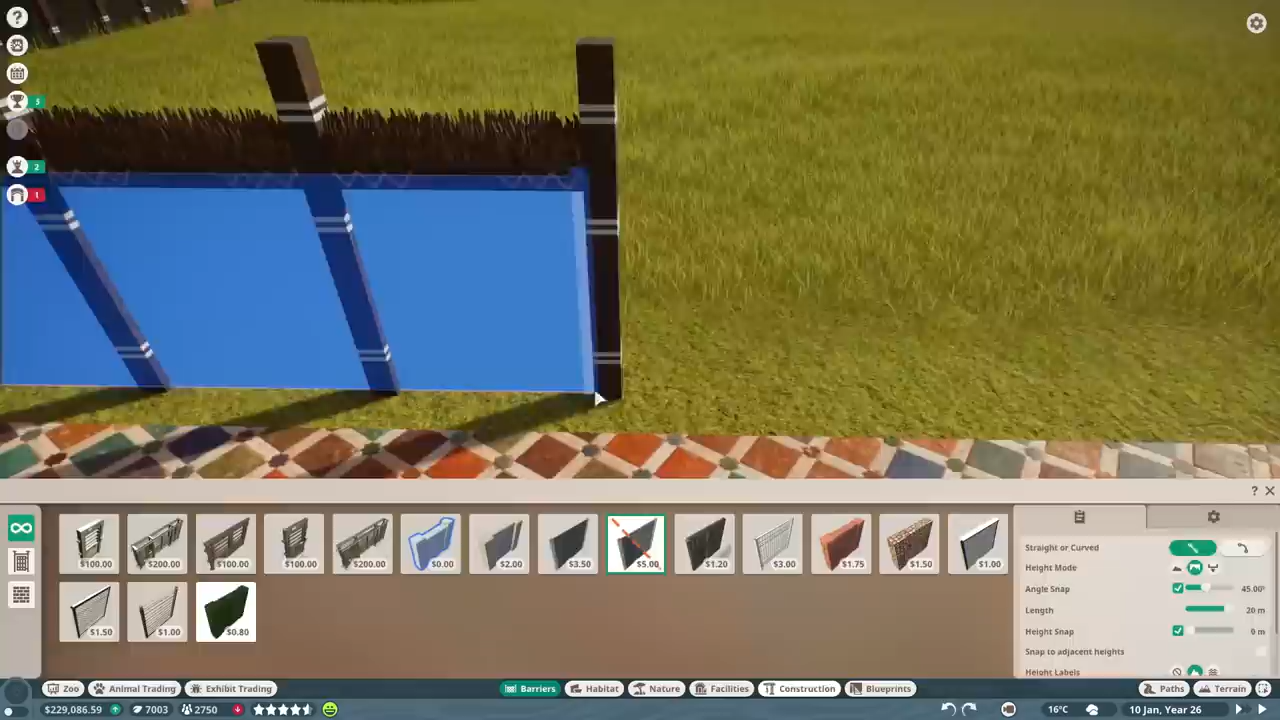 ?
3
2
1
? ×
$100.00 $200.00 $100.00 $100.00 $200.00 $0.00 $2.00 $3.50 $5.00 $1.20 $3.00 $1.75 $1.50 $1.00
$1.50 $1.00 $0.80
Straight or Curved
Height Mode
Angle Snap 45.00°
Length 20 m
Height Snap 0 m
Snap to adjacent heights
Height Labels
Zoo Animal Trading Exhibit Trading Barriers Habitat Nature Facilities Construction Blueprints Paths Terrain
$229,086.59 7003 2750 16°C 10 Jan, Year 26